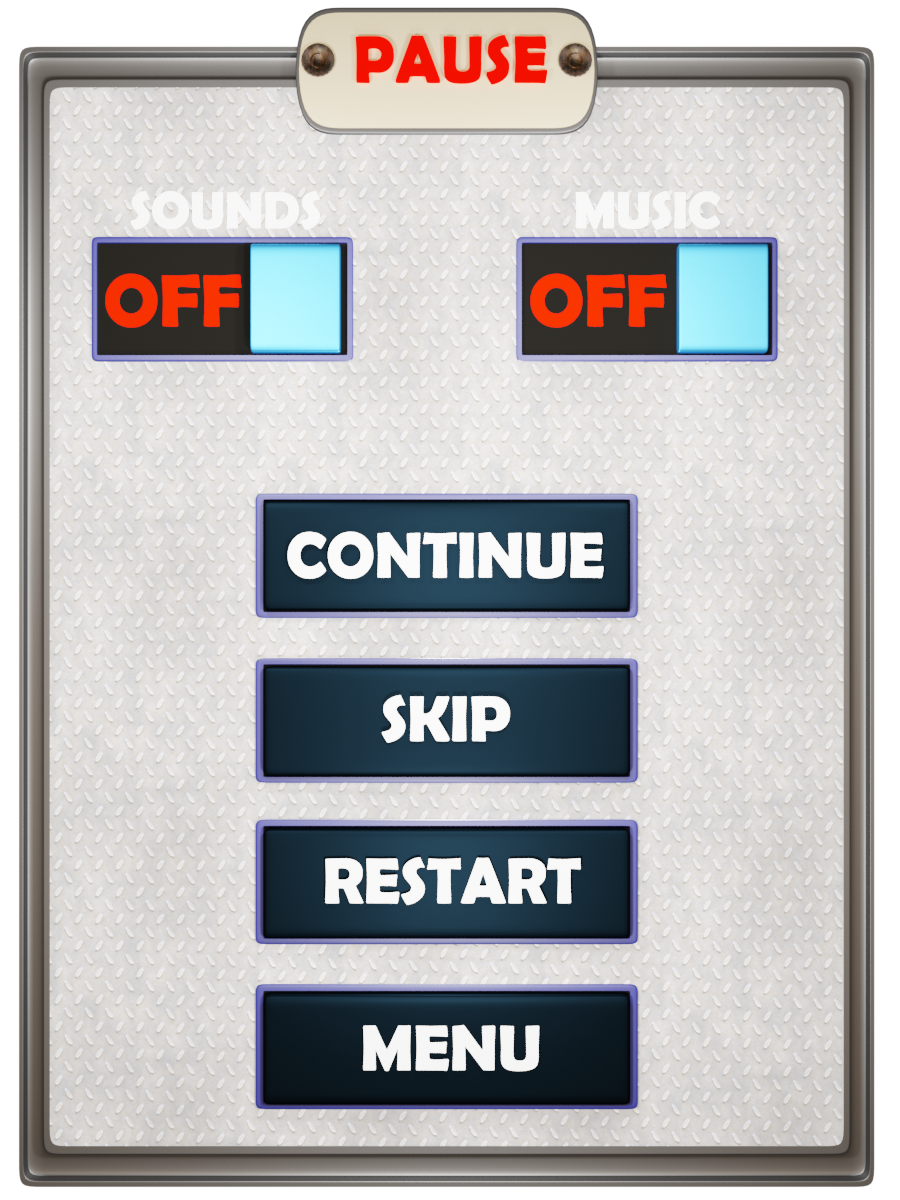 PAUSE
SOUNDS MUSIC
OFF OFF
CONTINUE
SKIP
RESTART
MENU